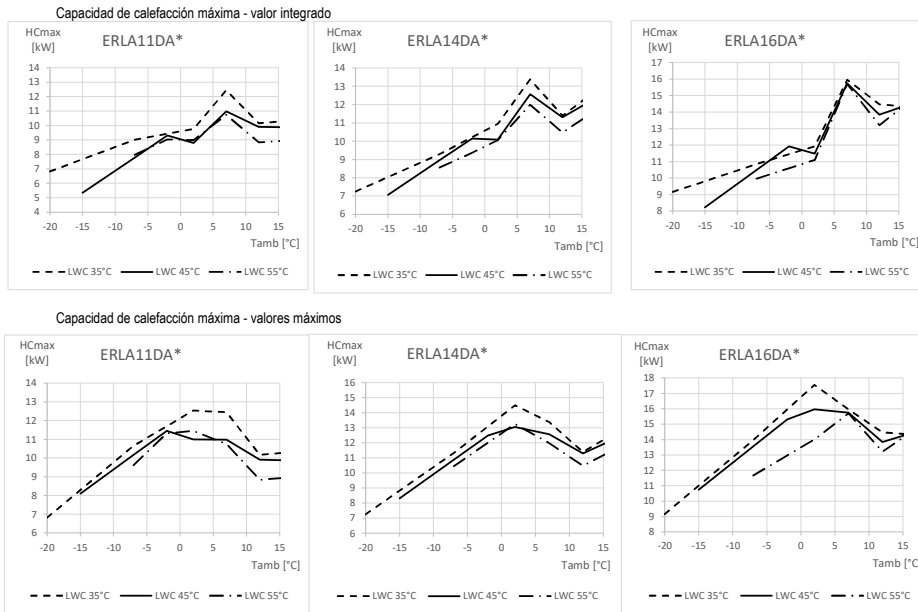 Capacidad de calefacción máxima - valor integrado
HCmax
[kW]
ERLA11DA*
14
13
12
11
10
9
8
7
6
5
4
-20 -15 -10 -5 0 5 10 15
Tamb [°C]
LWC 35°C LWC 45°C LWC 55°C
HCmax
[kW]
ERLA14DA*
14
13
12
11
10
9
8
7
6
-20 -15 -10 -5 0 5 10 15
Tamb [°C]
LWC 35°C LWC 45°C LWC 55°C
HCmax
[kW]
ERLA16DA*
17
16
15
14
13
12
11
10
9
8
-20 -15 -10 -5 0 5 10 15
Tamb [°C]
LWC 35°C LWC 45°C LWC 55°C
Capacidad de calefacción máxima - valores máximos
HCmax
[kW]
ERLA11DA*
14
13
12
11
10
9
8
7
6
-20 -15 -10 -5 0 5 10 15
Tamb [°C]
LWC 35°C LWC 45°C LWC 55°C
HCmax
[kW]
ERLA14DA*
16
15
14
13
12
11
10
9
8
7
6
-20 -15 -10 -5 0 5 10 15
Tamb [°C]
LWC 35°C LWC 45°C LWC 55°C
HCmax
[kW]
ERLA16DA*
18
17
16
15
14
13
12
11
10
9
8
-20 -15 -10 -5 0 5 10 15
Tamb [°C]
LWC 35°C LWC 45°C LWC 55°C